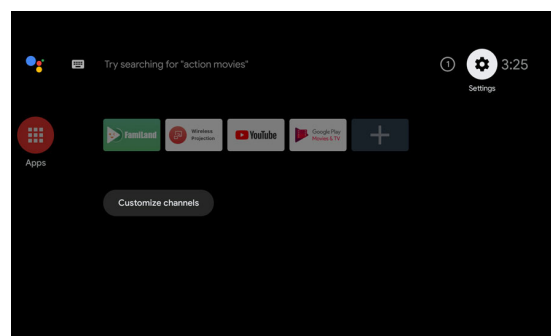 Try searching for "action movies"
1
3:25
Settings
FamiLand
Wireless
Projection
YouTube
Google Play
Movies & TV
Apps
Customize channels